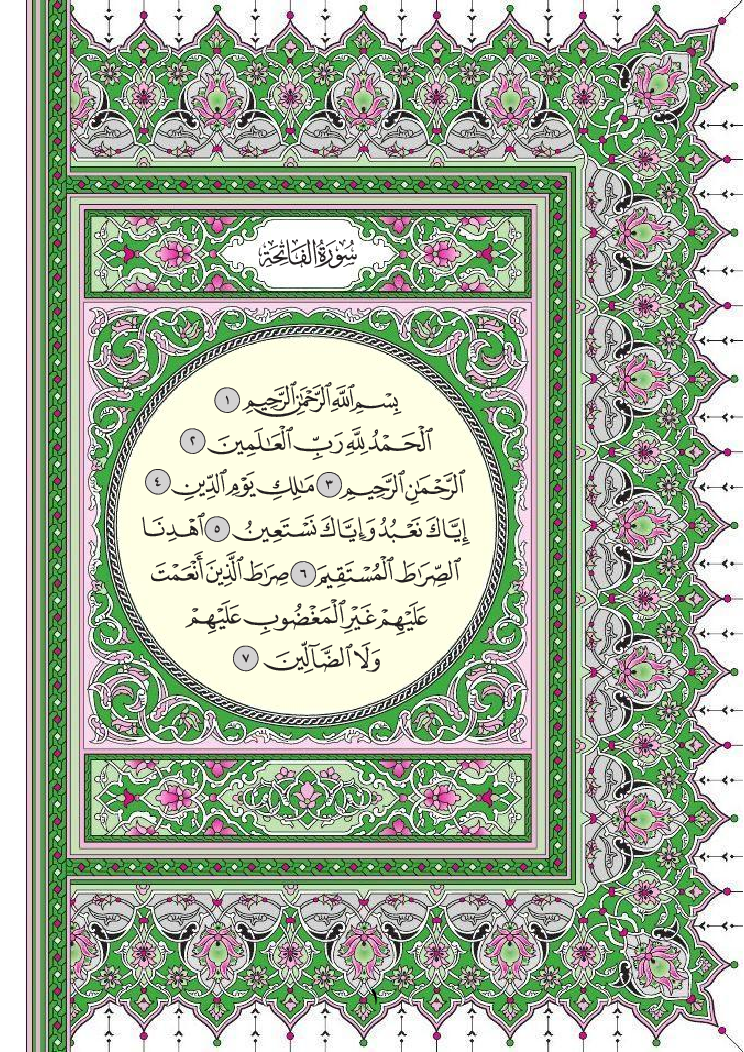 سُورَةُ الفَاتِحَةِ
بِسْمِ ٱللَّهِ ٱلرَّحْمَٰنِ ٱلرَّحِيمِ ١
ٱلْحَمْدُ لِلَّهِ رَبِّ ٱلْعَٰلَمِينَ ٢
ٱلرَّحْمَٰنِ ٱلرَّحِيمِ ٣ مَٰلِكِ يَوْمِ ٱلدِّينِ ٤
إِيَّاكَ نَعْبُدُ وَإِيَّاكَ نَسْتَعِينُ ٥ ٱهْدِنَا
ٱلصِّرَٰطَ ٱلْمُسْتَقِيمَ ٦ صِرَٰطَ ٱلَّذِينَ أَنْعَمْتَ
عَلَيْهِمْ غَيْرِ ٱلْمَغْضُوبِ عَلَيْهِمْ
وَلَا ٱلضَّآلِّينَ ٧
١